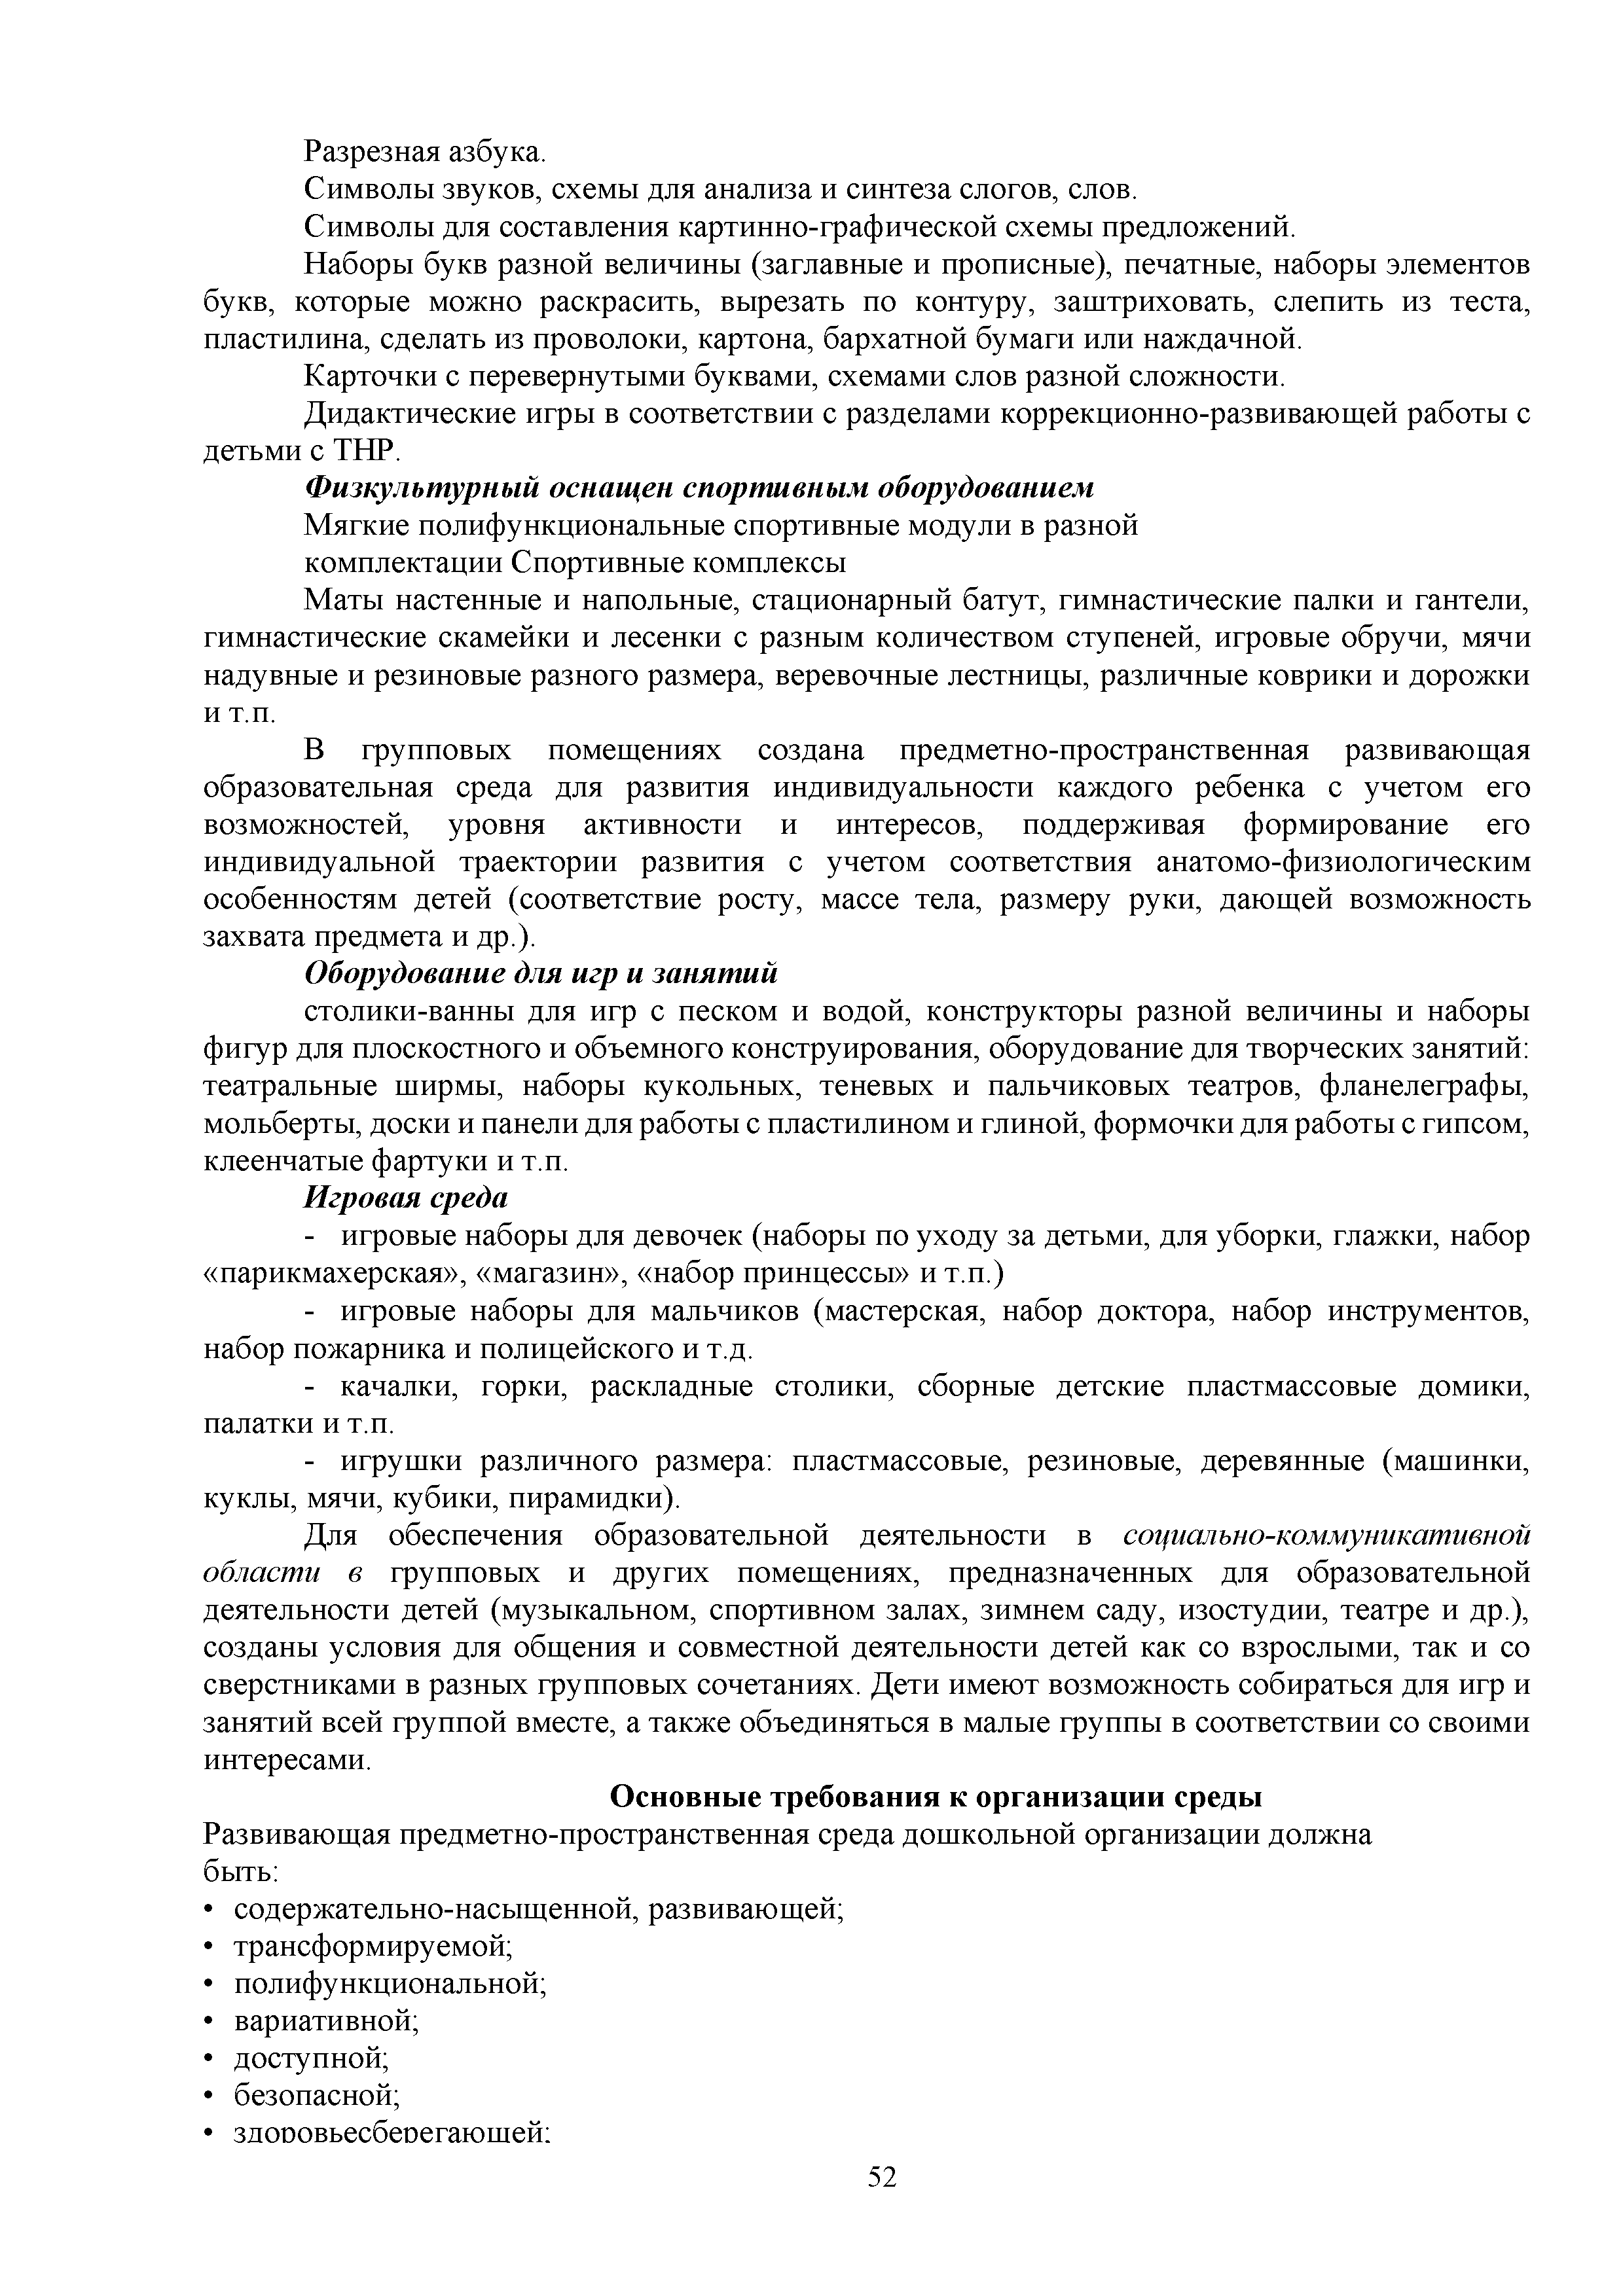 Разрезная азбука.
Символы звуков, схемы для анализа и синтеза слогов, слов.
Символы для составления картинно-графической схемы предложений.
Наборы букв разной величины (заглавные и прописные), печатные, наборы элементов
букв, которые можно раскрасить, вырезать по контуру, заштриховать, слепить из теста,
пластилина, сделать из проволоки, картона, бархатной бумаги или наждачной.
Карточки с перевернутыми буквами, схемами слов разной сложности.
Дидактические игры в соответствии с разделами коррекционно-развивающей работы с
детьми с ТНР.
Физкультурный оснащен спортивным оборудованием
Мягкие полифункциональные спортивные модули в разной
комплектации Спортивные комплексы
Маты настенные и напольные, стационарный батут, гимнастические палки и гантели,
гимнастические скамейки и лесенки с разным количеством ступеней, игровые обручи, мячи
надувные и резиновые разного размера, веревочные лестницы, различные коврики и дорожки
и т.п.
В групповых помещениях создана предметно-пространственная развивающая
образовательная среда для развития индивидуальности каждого ребенка с учетом его
возможностей, уровня активности и интересов, поддерживая формирование его
индивидуальной траектории развития с учетом соответствия анатомо-физиологическим
особенностям детей (соответствие росту, массе тела, размеру руки, дающей возможность
захвата предмета и др.).
Оборудование для игр и занятий
столики-ванны для игр с песком и водой, конструкторы разной величины и наборы
фигур для плоскостного и объемного конструирования, оборудование для творческих занятий:
театральные ширмы, наборы кукольных, теневых и пальчиковых театров, фланелеграфы,
мольберты, доски и панели для работы с пластилином и глиной, формочки для работы с гипсом,
клеенчатые фартуки и т.п.
Игровая среда
- игровые наборы для девочек (наборы по уходу за детьми, для уборки, глажки, набор
«парикмахерская», «магазин», «набор принцессы» и т.п.)
- игровые наборы для мальчиков (мастерская, набор доктора, набор инструментов,
набор пожарника и полицейского и т.д.
- качалки, горки, раскладные столики, сборные детские пластмассовые домики,
палатки и т.п.
- игрушки различного размера: пластмассовые, резиновые, деревянные (машинки,
куклы, мячи, кубики, пирамидки).
Для обеспечения образовательной деятельности в социально-коммуникативной
области в групповых и других помещениях, предназначенных для образовательной
деятельности детей (музыкальном, спортивном залах, зимнем саду, изостудии, театре и др.),
созданы условия для общения и совместной деятельности детей как со взрослыми, так и со
сверстниками в разных групповых сочетаниях. Дети имеют возможность собираться для игр и
занятий всей группой вместе, а также объединяться в малые группы в соответствии со своими
интересами.
Основные требования к организации среды
Развивающая предметно-пространственная среда дошкольной организации должна
быть:
• содержательно-насыщенной, развивающей;
• трансформируемой;
• полифункциональной;
• вариативной;
• доступной;
• безопасной;
• здоровьесберегающей;
52